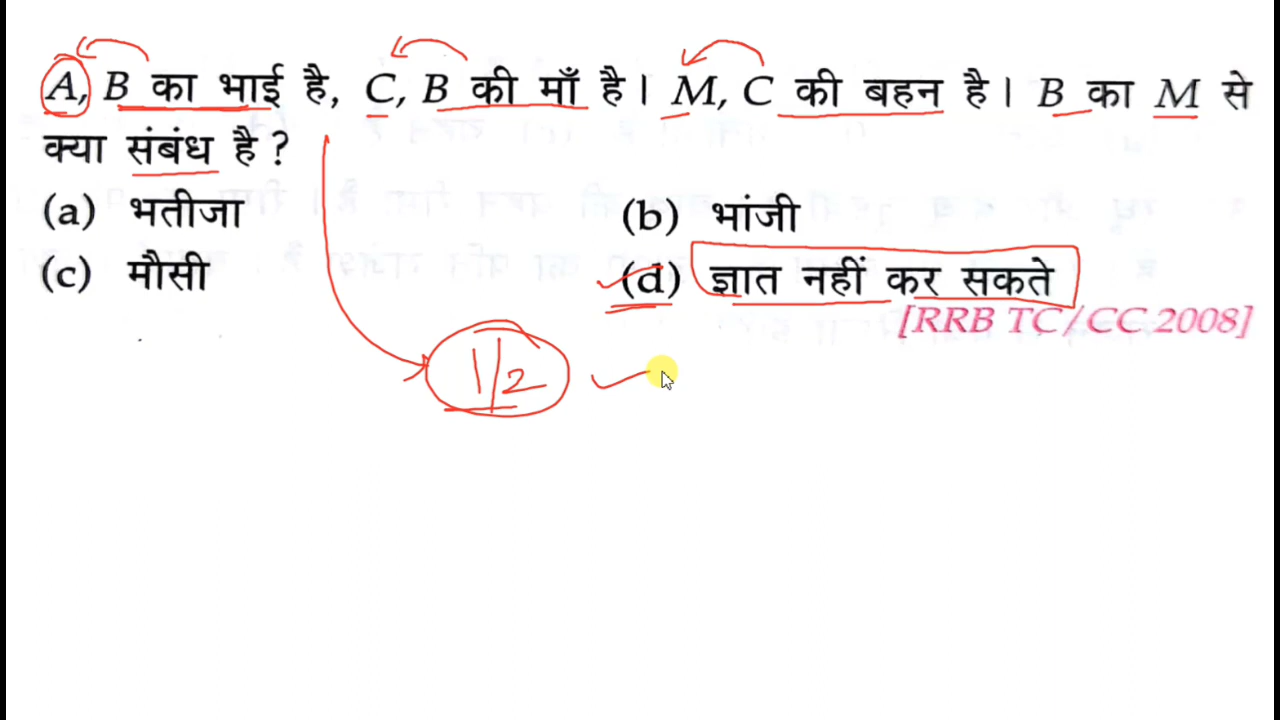 A, B का भाई है, C, B की माँ है। M, C की बहन है। B का M से
क्या संबंध है ?
(a) भतीजा (b) भांजी
(c) मौसी (d) ज्ञात नहीं कर सकते
[RRB TC/CC 2008]
1/2